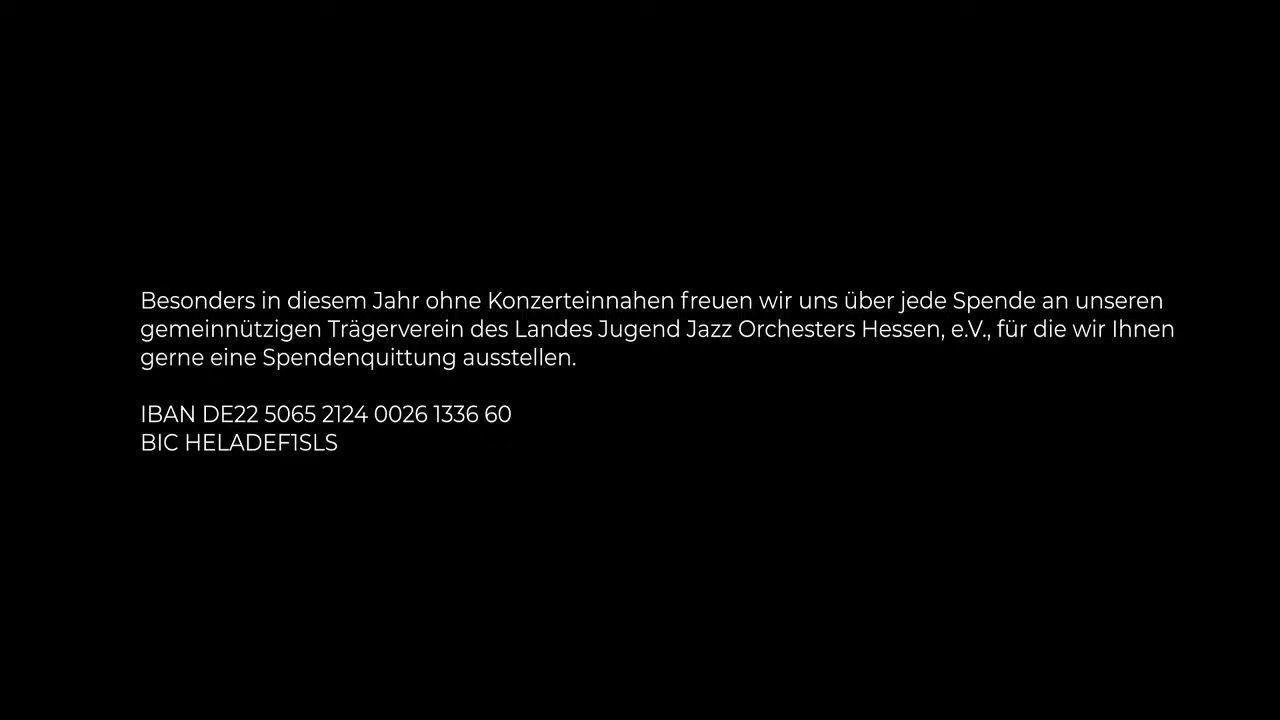 Besonders in diesem Jahr ohne Konzerteinnahen freuen wir uns über jede Spende an unseren
gemeinnützigen Trägerverein des Landes Jugend Jazz Orchesters Hessen, e.V., für die wir Ihnen
gerne eine Spendenquittung ausstellen.
IBAN DE22 5065 2124 0026 1336 60
BIC HELADEF1SLS